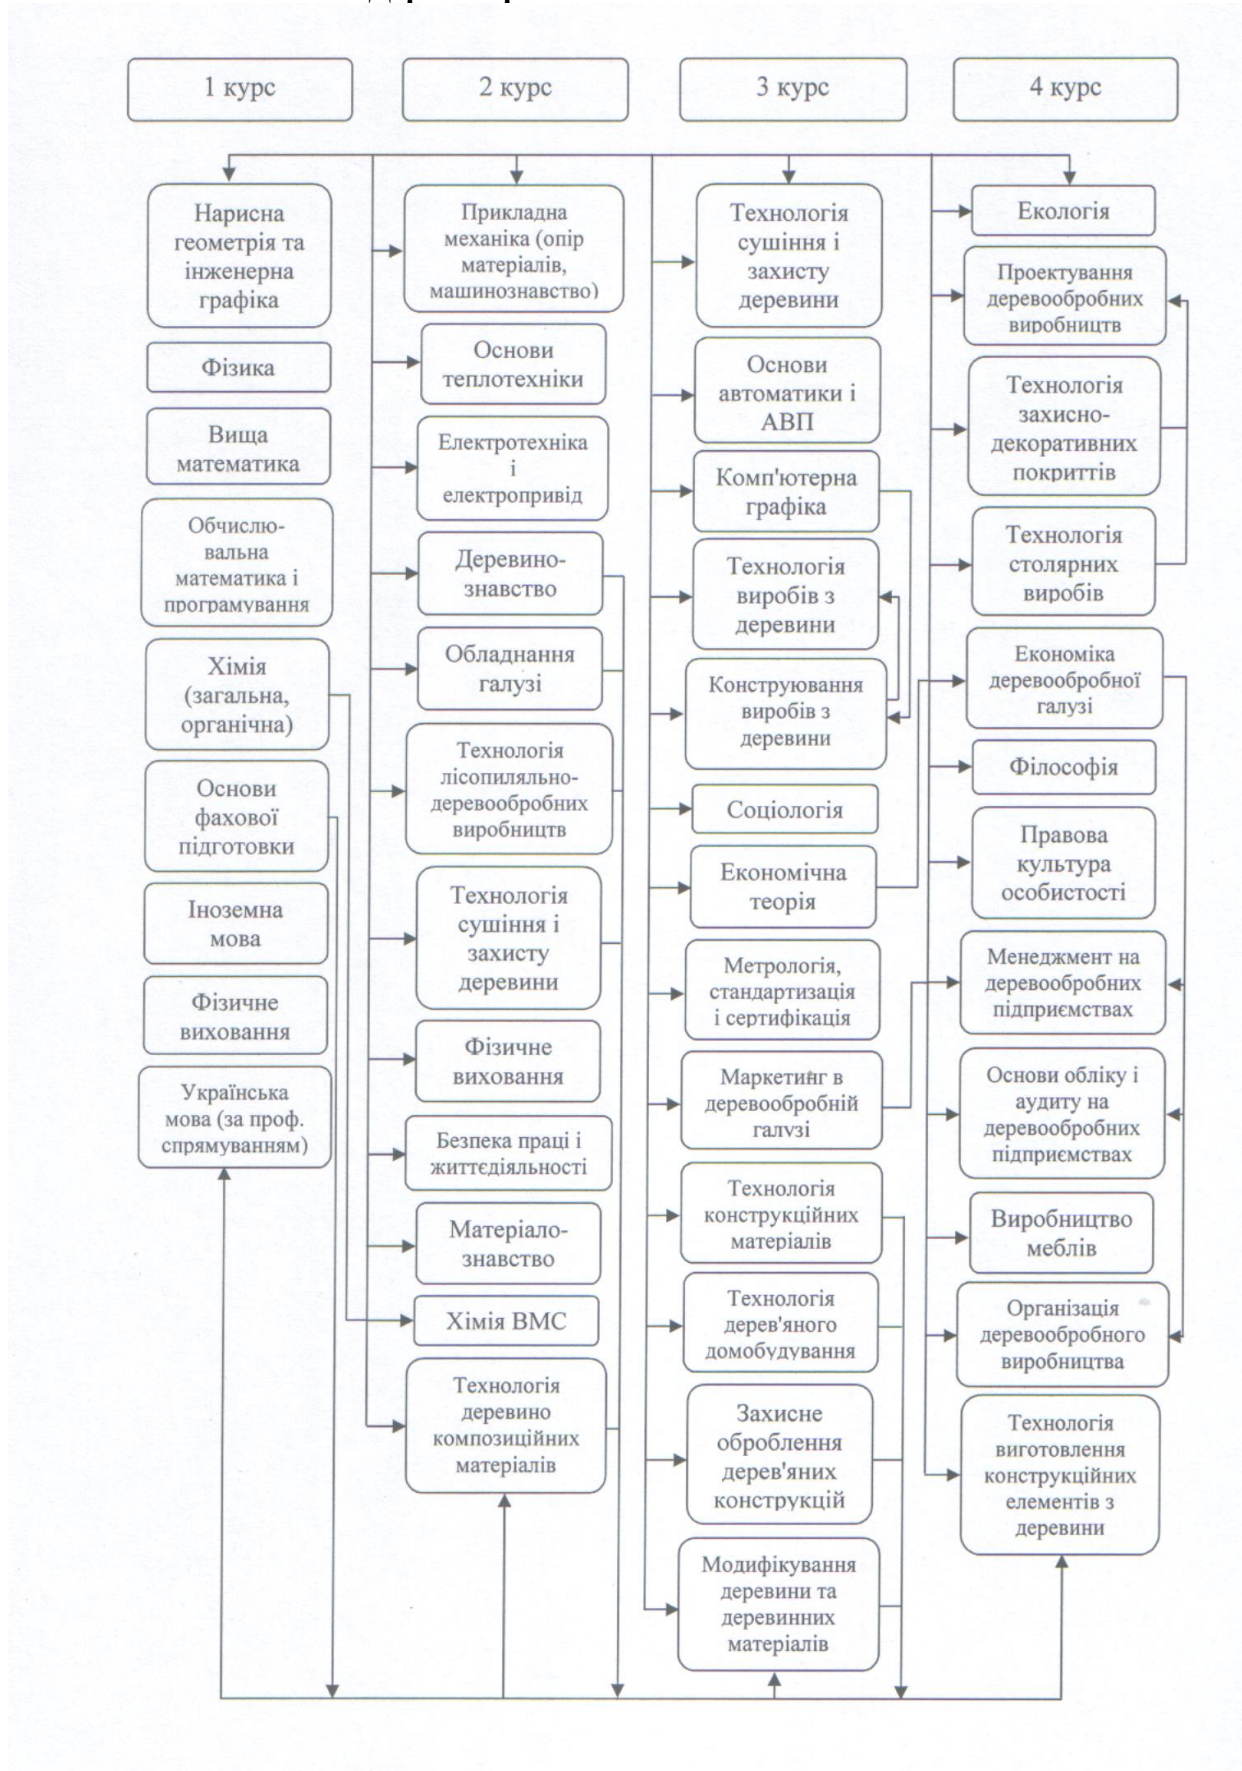 1 курс
2 курс
3 курс
4 курс
Нарисна
геометрія та
інженерна
графіка
Фізика
Вища
математика
Обчислю-
вальна
математика і
програмування
Хімія
(загальна,
органічна)
Основи
фахової
підготовки
Іноземна
мова
Фізичне
виховання
Українська
мова (за проф.
спрямуванням)
Прикладна
механіка (опір
матеріалів,
машинознавство)
Основи
теплотехніки
Електротехніка
і
електропривід
Деревино-
знавство
Обладнання
галузі
Технологія
лісопиляльно-
деревообробних
виробництв
Технологія
сушіння і
захисту
деревини
Фізичне
виховання
Безпека праці і
життєдіяльності
Матеріало-
знавство
Хімія ВМС
Технологія
деревино
композиційних
матеріалів
Технологія
сушіння і
захисту
деревини
Основи
автоматики і
АВП
Комп'ютерна
графіка
Технологія
виробів з
деревини
Конструювання
виробів з
деревини
Соціологія
Економічна
теорія
Метрологія,
стандартизація
і сертифікація
Маркетинг в
деревообробній
галузі
Технологія
конструкційних
матеріалів
Технологія
дерев'яного
домобудування
Захисне
оброблення
дерев'яних
конструкцій
Модифікування
деревини та
деревинних
матеріалів
Екологія
Проектування
деревообробних
виробництв
Технологія
захисно-
декоративних
покриттів
Технологія
столярних
виробів
Економіка
деревообробної
галузі
Філософія
Правова
культура
особистості
Менеджмент на
деревообробних
підприємствах
Основи обліку і
аудиту на
деревообробних
підприємствах
Виробництво
меблів
Організація
деревообробного
виробництва
Технологія
виготовлення
конструкційних
елементів з
деревини